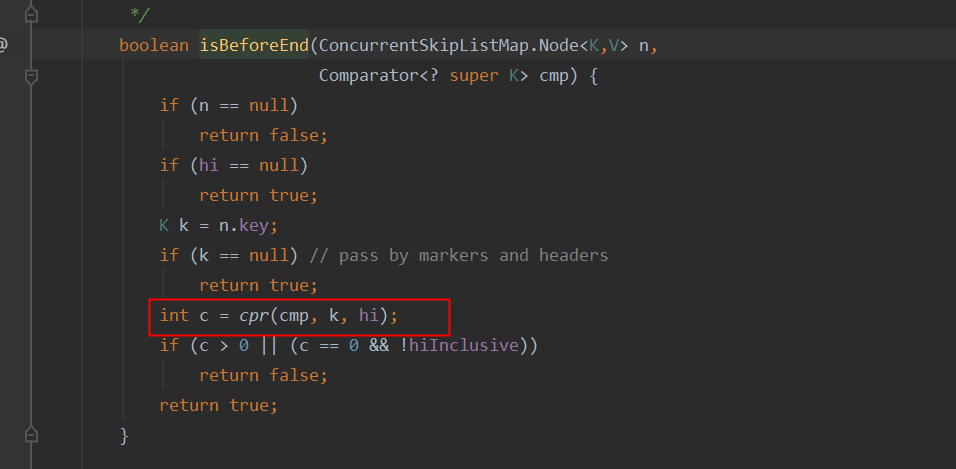 */
boolean isBeforeEnd(ConcurrentSkipListMap.Node<K,V> n,
Comparator<? super K> cmp) {
if (n == null)
return false;
if (hi == null)
return true;
K k = n.key;
if (k == null) // pass by markers and headers
return true;
int c = cpr(cmp, k, hi);
if (c > 0 || (c == 0 && !hiInclusive))
return false;
return true;
}